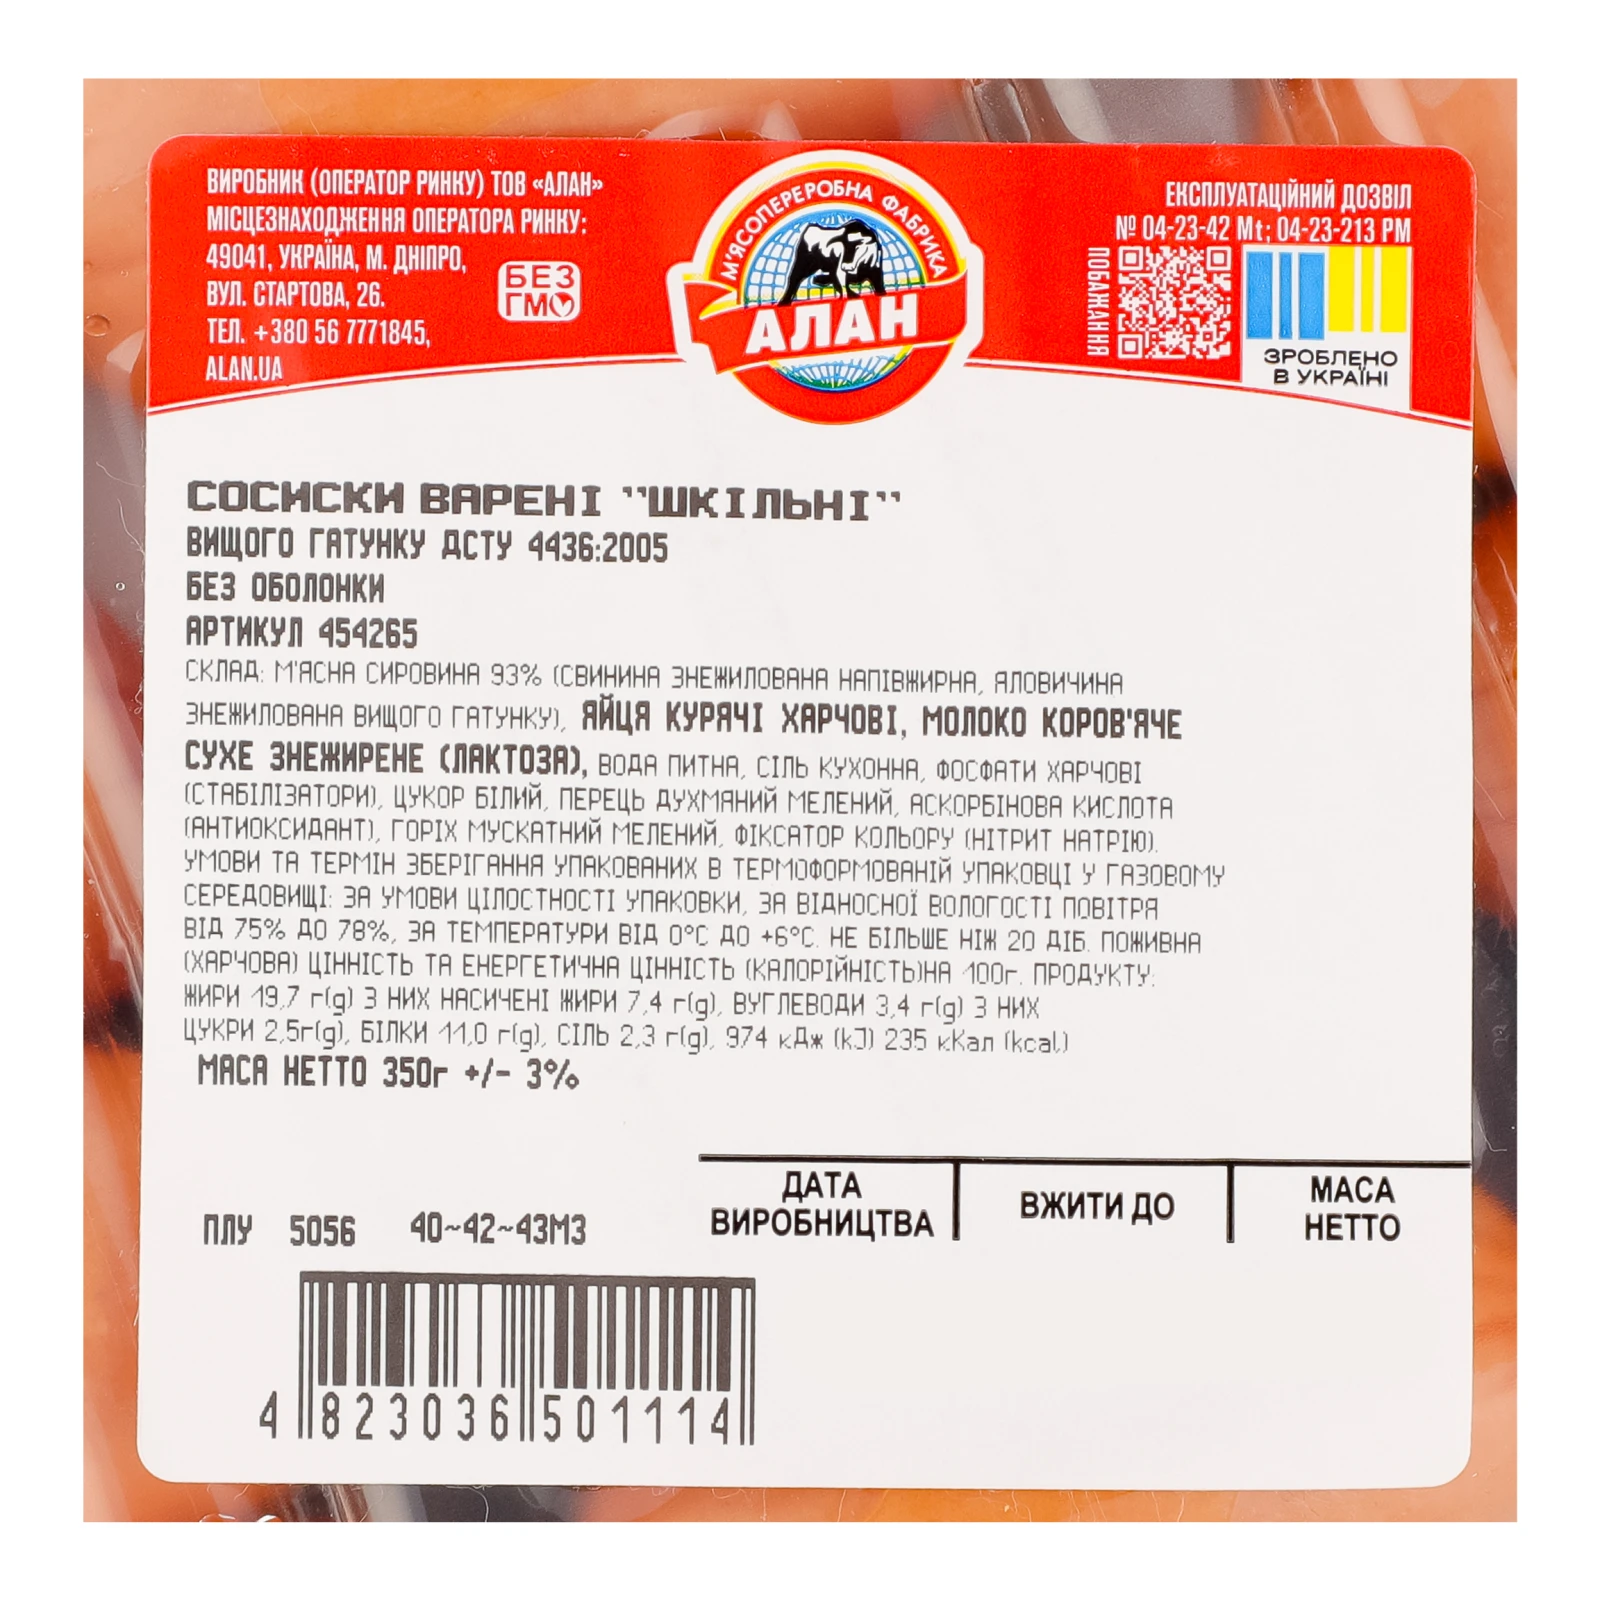 ВИРОБНИК (ОПЕРАТОР РИНКУ) ТОВ «АЛАН»
МІСЦЕЗНАХОДЖЕННЯ ОПЕРАТОРА РИНКУ:
49041, УКРАЇНА, М. ДНІПРО,
ВУЛ. СТАРТОВА, 26.
ТЕЛ. +380 56 7771845,
ALAN.UA
БЕЗ
ГМО
М'ЯСОПЕРЕРОБНА ФАБРИКА
АЛАН
ЕКСПЛУАТАЦІЙНИЙ ДОЗВІЛ
№ 04-23-42 Mt; 04-23-213 PM
ПОБАЖАННЯ
ЗРОБЛЕНО
В УКРАЇНІ
СОСИСКИ ВАРЕНІ "ШКІЛЬНІ"
ВИЩОГО ГАТУНКУ ДСТУ 4436:2005
БЕЗ ОБОЛОНКИ
АРТИКУЛ 454265
СКЛАД: М'ЯСНА СИРОВИНА 93% (СВИНИНА ЗНЕЖИЛОВАНА НАПІВЖИРНА, ЯЛОВИЧИНА
ЗНЕЖИЛОВАНА ВИЩОГО ГАТУНКУ), ЯЙЦЯ КУРЯЧІ ХАРЧОВІ, МОЛОКО КОРОВ'ЯЧЕ
СУХЕ ЗНЕЖИРЕНЕ (ЛАКТОЗА), ВОДА ПИТНА, СІЛЬ КУХОННА, ФОСФАТИ ХАРЧОВІ
(СТАБІЛІЗАТОРИ), ЦУКОР БІЛИЙ, ПЕРЕЦЬ ДУХМЯНИЙ МЕЛЕНИЙ, АСКОРБІНОВА КИСЛОТА
(АНТИОКСИДАНТ), ГОРІХ МУСКАТНИЙ МЕЛЕНИЙ, ФІКСАТОР КОЛЬОРУ (НІТРИТ НАТРІЮ).
УМОВИ ТА ТЕРМІН ЗБЕРІГАННЯ УПАКОВАНИХ В ТЕРМОФОРМОВАНІЙ УПАКОВЦІ У ГАЗОВОМУ
СЕРЕДОВИЩІ: ЗА УМОВИ ЦІЛОСТНОСТІ УПАКОВКИ, ЗА ВІДНОСНОЇ ВОЛОГОСТІ ПОВІТРЯ
ВІД 75% ДО 78%, ЗА ТЕМПЕРАТУРИ ВІД 0°С ДО +6°С. НЕ БІЛЬШЕ НІЖ 20 ДІБ. ПОЖИВНА
(ХАРЧОВА) ЦІННІСТЬ ТА ЕНЕРГЕТИЧНА ЦІННІСТЬ (КАЛОРІЙНІСТЬ)НА 100г. ПРОДУКТУ:
ЖИРИ 19,7 г(g) З НИХ НАСИЧЕНІ ЖИРИ 7,4 г(g), ВУГЛЕВОДИ 3,4 г(g) З НИХ
ЦУКРИ 2,5г(g), БІЛКИ 11,0 г(g), СІЛЬ 2,3 г(g), 974 кДж (kJ) 235 кКал (kcal)
МАСА НЕТТО 350г +/- 3%
ДАТА
ВИРОБНИЦТВА
ВЖИТИ ДО
МАСА
НЕТТО
ПЛУ 5056 40~42~43МЗ
4 823036 501114